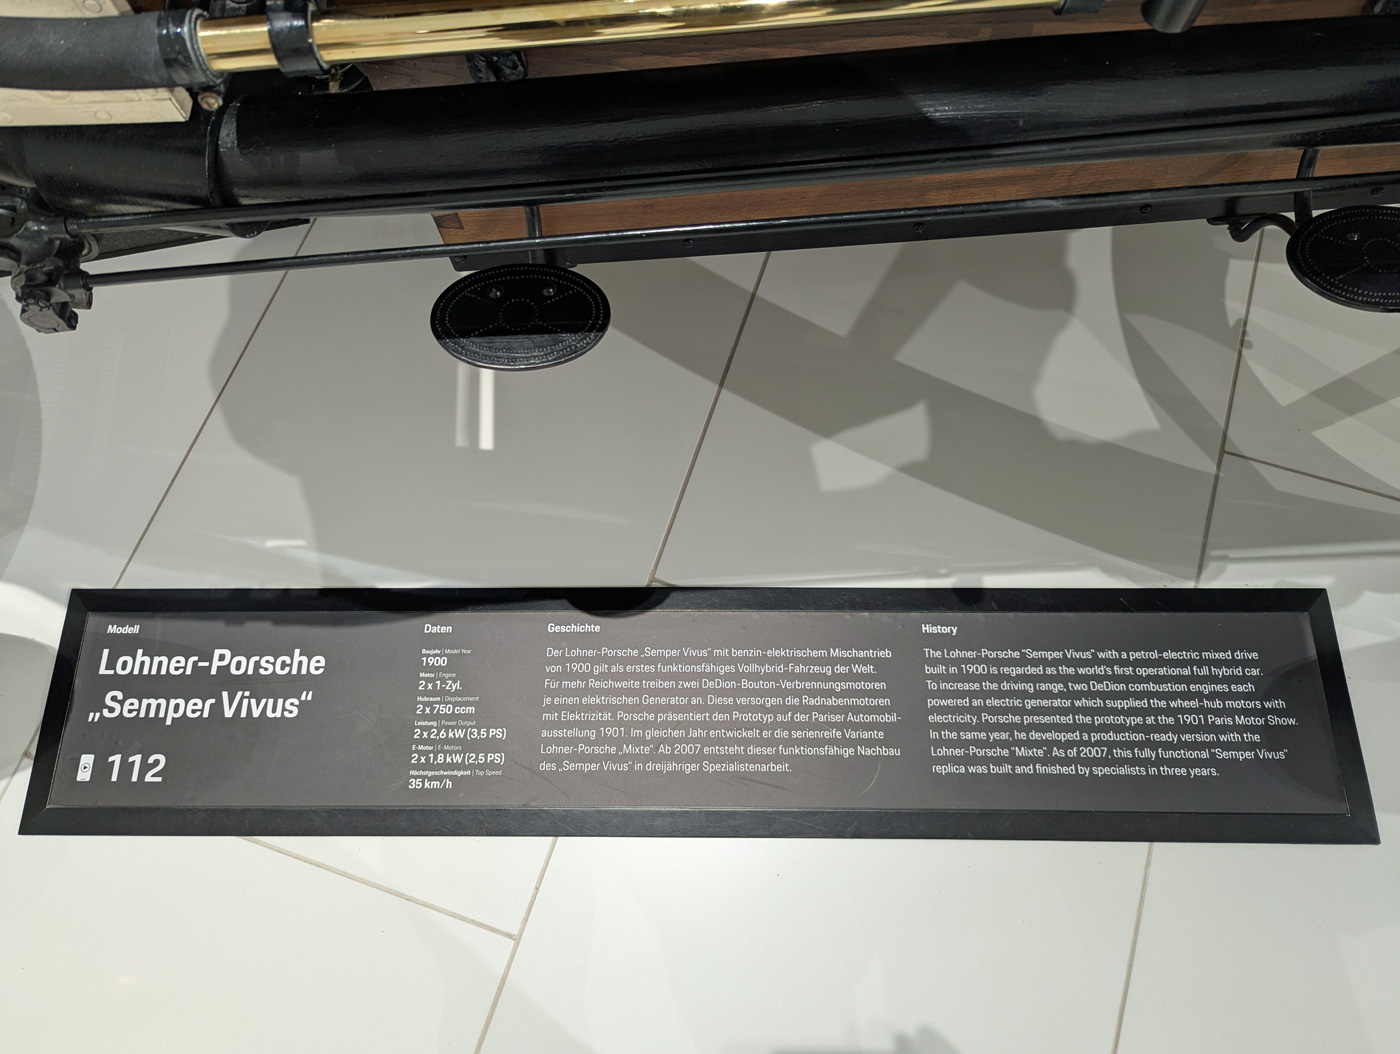 Modell
Lohner-Porsche
„Semper Vivus“
112
Daten
Baujahr | Model Year
1900
Motor | Engine
2 x 1-Zyl.
Hubraum | Displacement
2 x 750 ccm
Leistung | Power Output
2 x 2,6 kW (3,5 PS)
E-Motor | E-Motors
2 x 1,8 kW (2,5 PS)
Höchstgeschwindigkeit | Top Speed
35 km/h
Geschichte
Der Lohner-Porsche „Semper Vivus“ mit benzin-elektrischem Mischantrieb
von 1900 gilt als erstes funktionsfähiges Vollhybrid-Fahrzeug der Welt.
Für mehr Reichweite treiben zwei DeDion-Bouton-Verbrennungsmotoren
je einen elektrischen Generator an. Diese versorgen die Radnabenmotoren
mit Elektrizität. Porsche präsentiert den Prototyp auf der Pariser Automobil-
ausstellung 1901. Im gleichen Jahr entwickelt er die serienreife Variante
Lohner-Porsche „Mixte“. Ab 2007 entsteht dieser funktionsfähige Nachbau
des „Semper Vivus“ in dreijähriger Spezialistenarbeit.
History
The Lohner-Porsche “Semper Vivus” with a petrol-electric mixed drive
built in 1900 is regarded as the world's first operational full hybrid car.
To increase the driving range, two DeDion combustion engines each
powered an electric generator which supplied the wheel-hub motors with
electricity. Porsche presented the prototype at the 1901 Paris Motor Show.
In the same year, he developed a production-ready version with the
Lohner-Porsche “Mixte”. As of 2007, this fully functional “Semper Vivus”
replica was built and finished by specialists in three years.